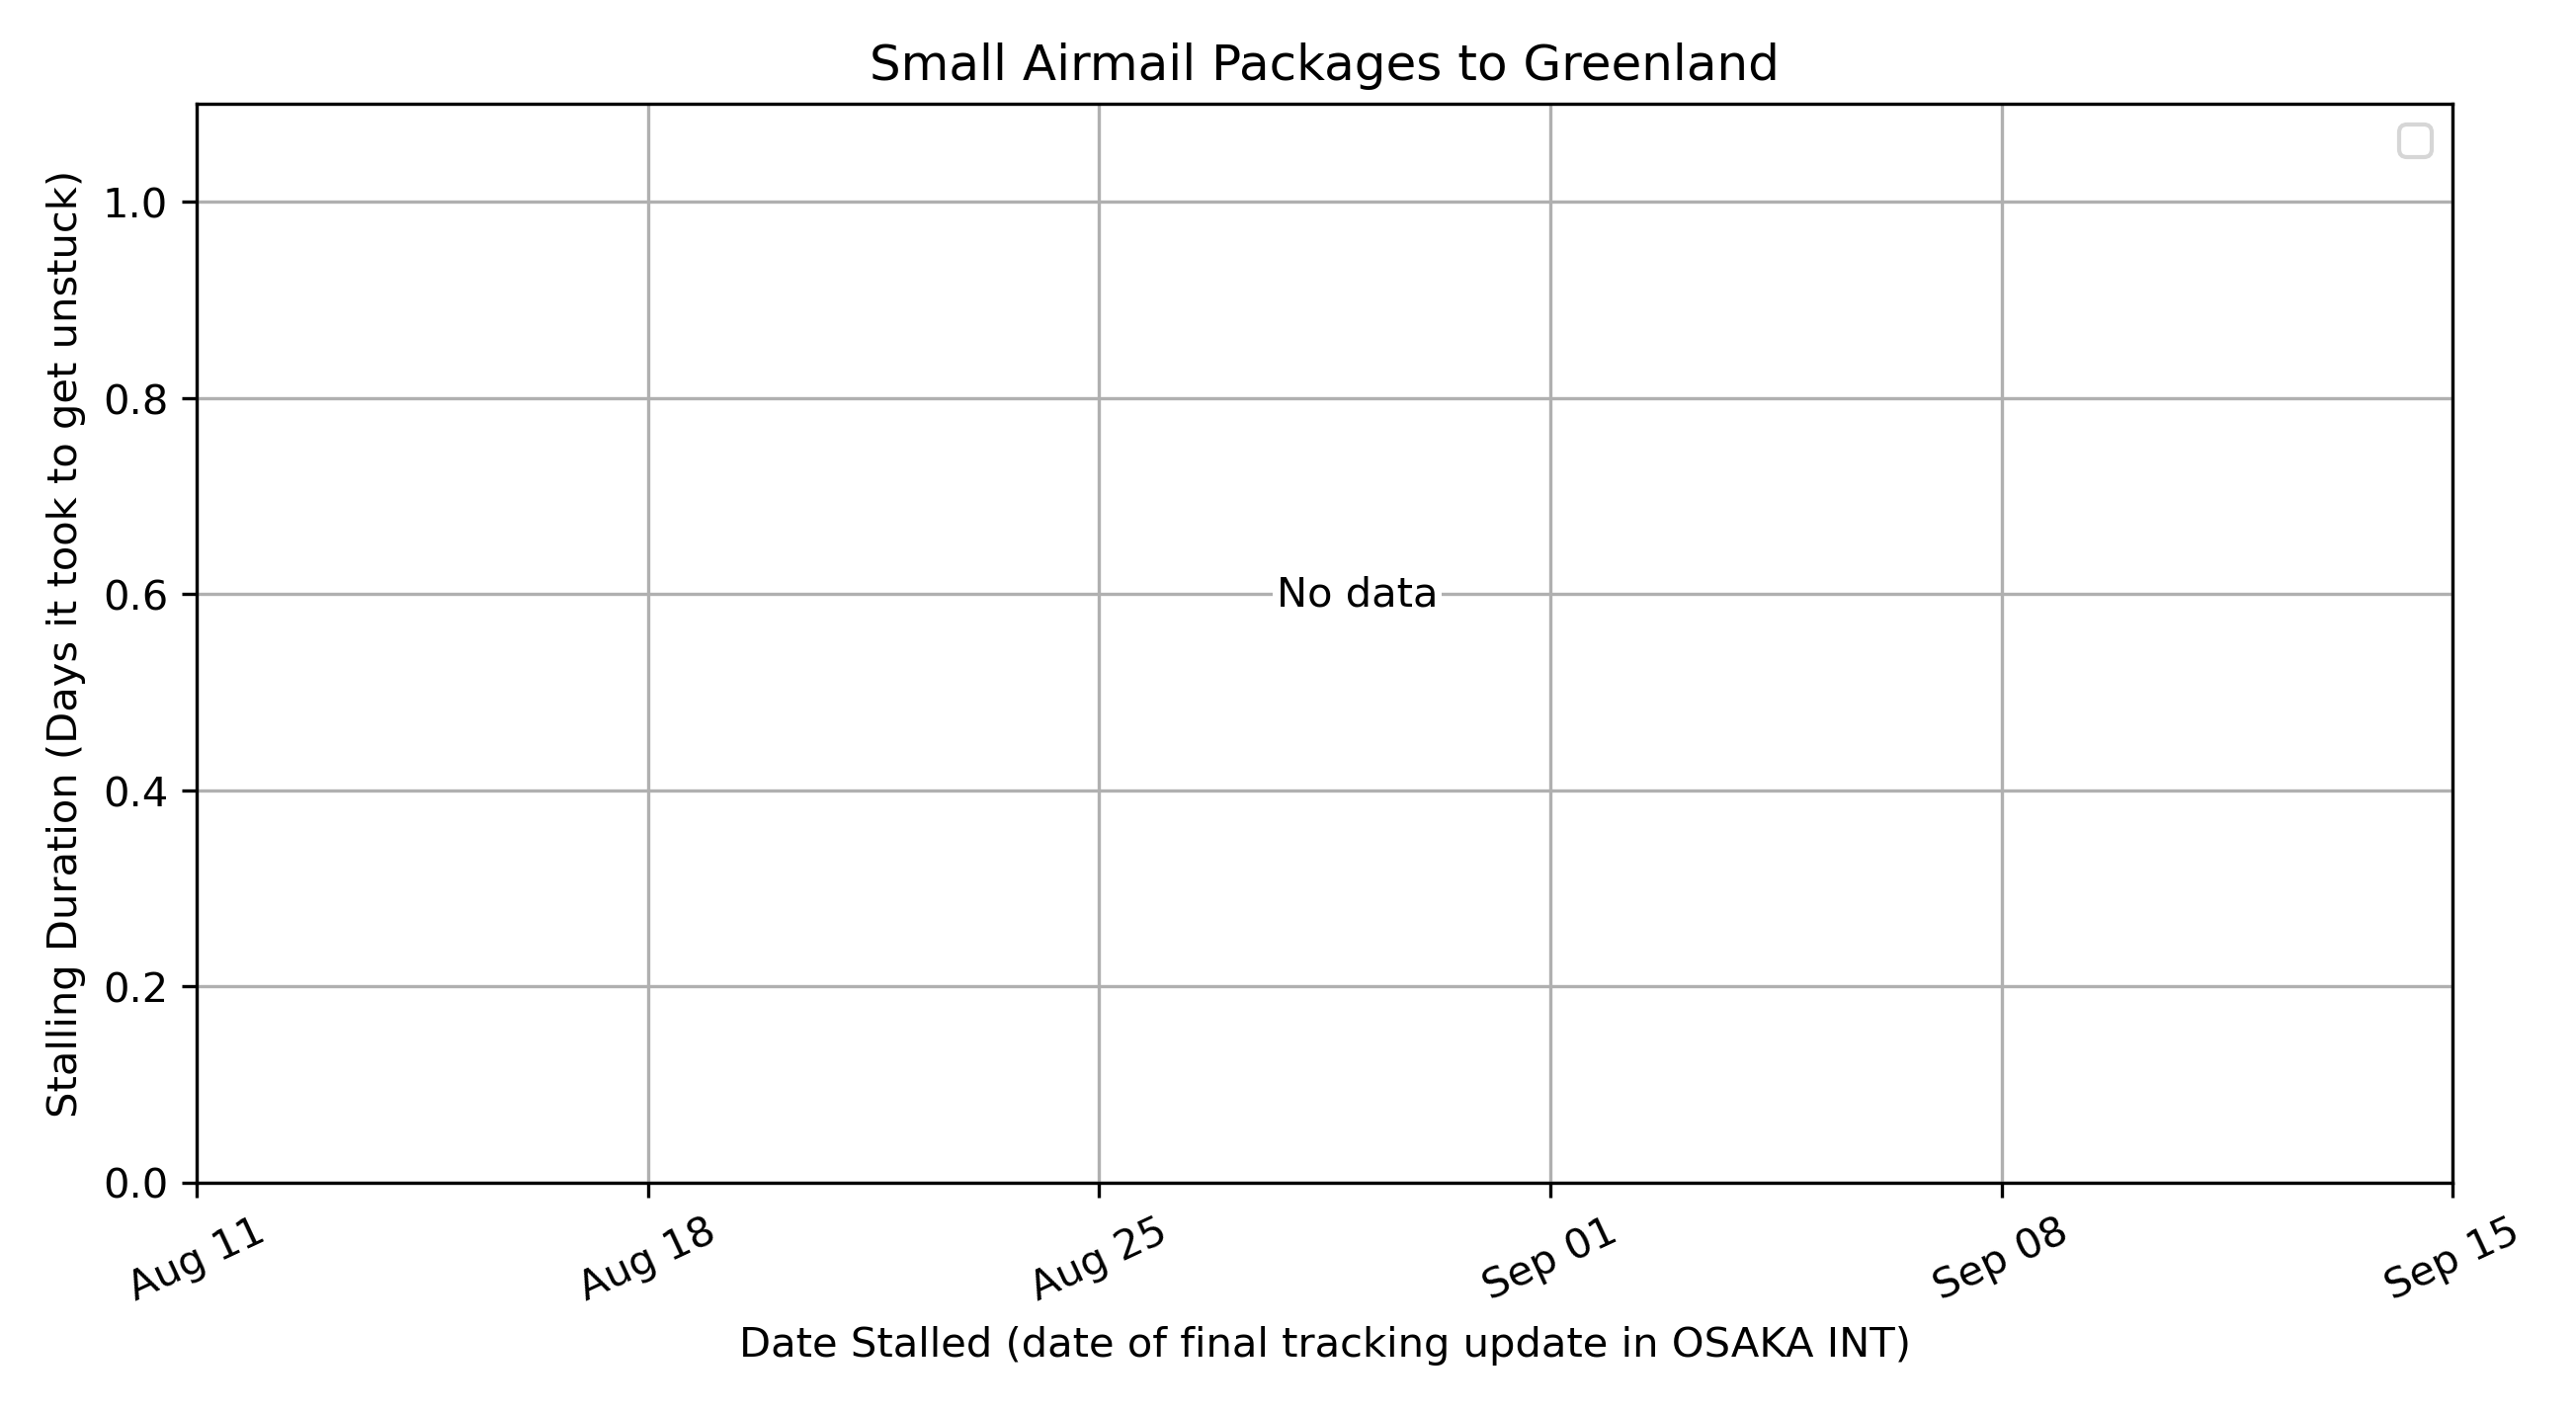 Small Airmail Packages to Greenland
Stalling Duration (Days it took to get unstuck)
1.0
0.8
0.6
0.4
0.2
0.0
No data
Aug 11
Aug 18
Aug 25
Sep 01
Sep 08
Sep 15
Date Stalled (date of final tracking update in OSAKA INT)